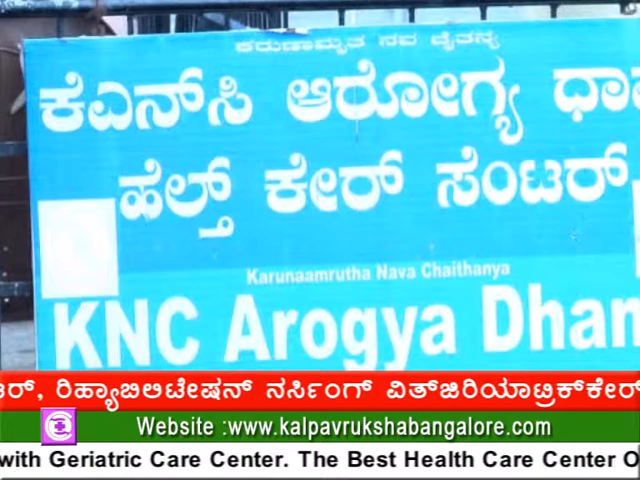 ಕರುಣಾಮೃತ ನವ ಚೈತನ್ಯ
ಕೆಎನ್‌ಸಿ ಆರೋಗ್ಯ
ಹೆಲ್ತ್ ಕೇರ್ ಸೆಂಟರ್
Karunaamrutha Nava Chaithanya
KNC Arogya Dham
ರಿಹ್ಯಾಬಿಲಿಟೇಷನ್ ನರ್ಸಿಂಗ್ ವಿತ್‌ಜಿರಿಯಾಟ್ರಿಕ್‌ಕೇರ್
Website :www.kalpavrukshabangalore.com
with Geriatric Care Center. The Best Health Care Center O